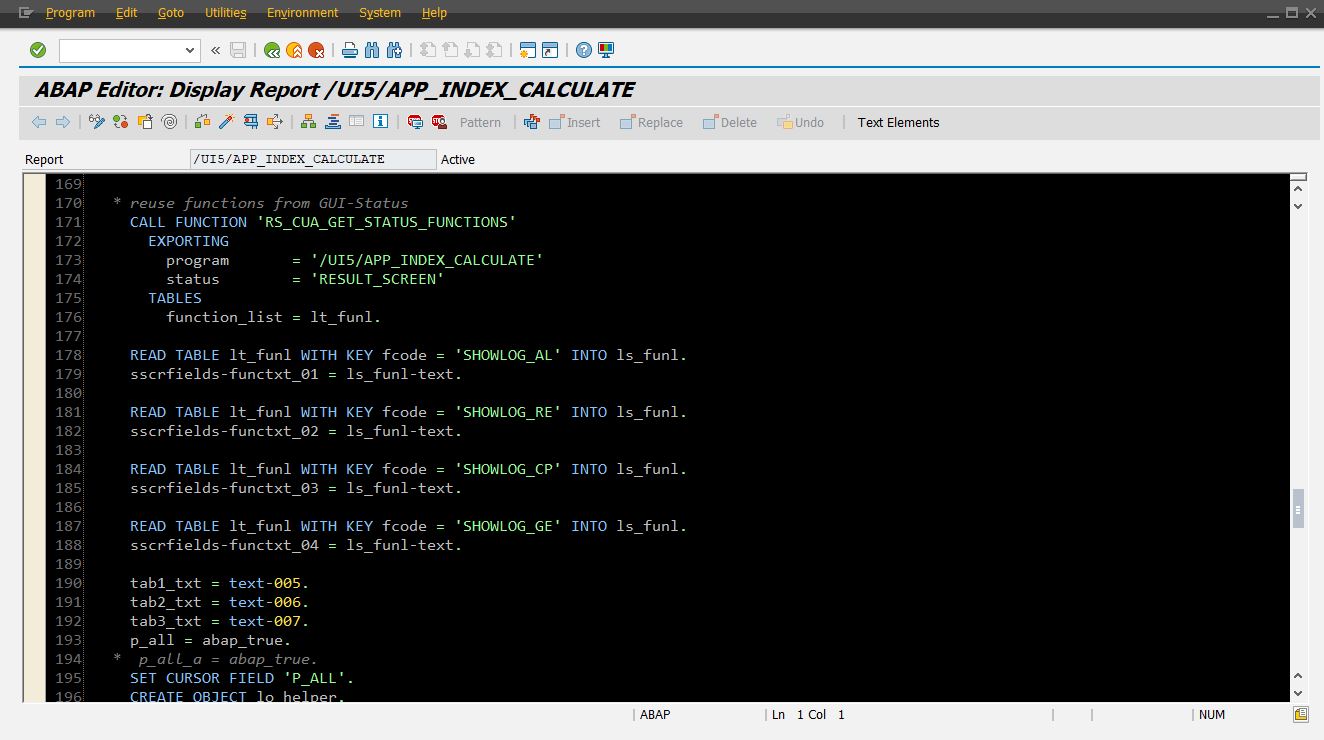 Program Edit Goto Utilities Environment System Help
ABAP Editor: Display Report /UI5/APP_INDEX_CALCULATE
Pattern Insert Replace Delete Undo Text Elements
Report /UI5/APP_INDEX_CALCULATE Active
169
170 * reuse functions from GUI-Status
171 CALL FUNCTION 'RS_CUA_GET_STATUS_FUNCTIONS'
172 EXPORTING
173 program = '/UI5/APP_INDEX_CALCULATE'
174 status = 'RESULT_SCREEN'
175 TABLES
176 function_list = lt_funl.
177
178 READ TABLE lt_funl WITH KEY fcode = 'SHOWLOG_AL' INTO ls_funl.
179 sscrfields-functxt_01 = ls_funl-text.
180
181 READ TABLE lt_funl WITH KEY fcode = 'SHOWLOG_RE' INTO ls_funl.
182 sscrfields-functxt_02 = ls_funl-text.
183
184 READ TABLE lt_funl WITH KEY fcode = 'SHOWLOG_CP' INTO ls_funl.
185 sscrfields-functxt_03 = ls_funl-text.
186
187 READ TABLE lt_funl WITH KEY fcode = 'SHOWLOG_GE' INTO ls_funl.
188 sscrfields-functxt_04 = ls_funl-text.
189
190 tab1_txt = text-005.
191 tab2_txt = text-006.
192 tab3_txt = text-007.
193 p_all = abap_true.
194 * p_all_a = abap_true.
195 SET CURSOR FIELD 'P_ALL'.
196 CREATE OBJECT lo_helper.
ABAP Ln 1 Col 1 NUM